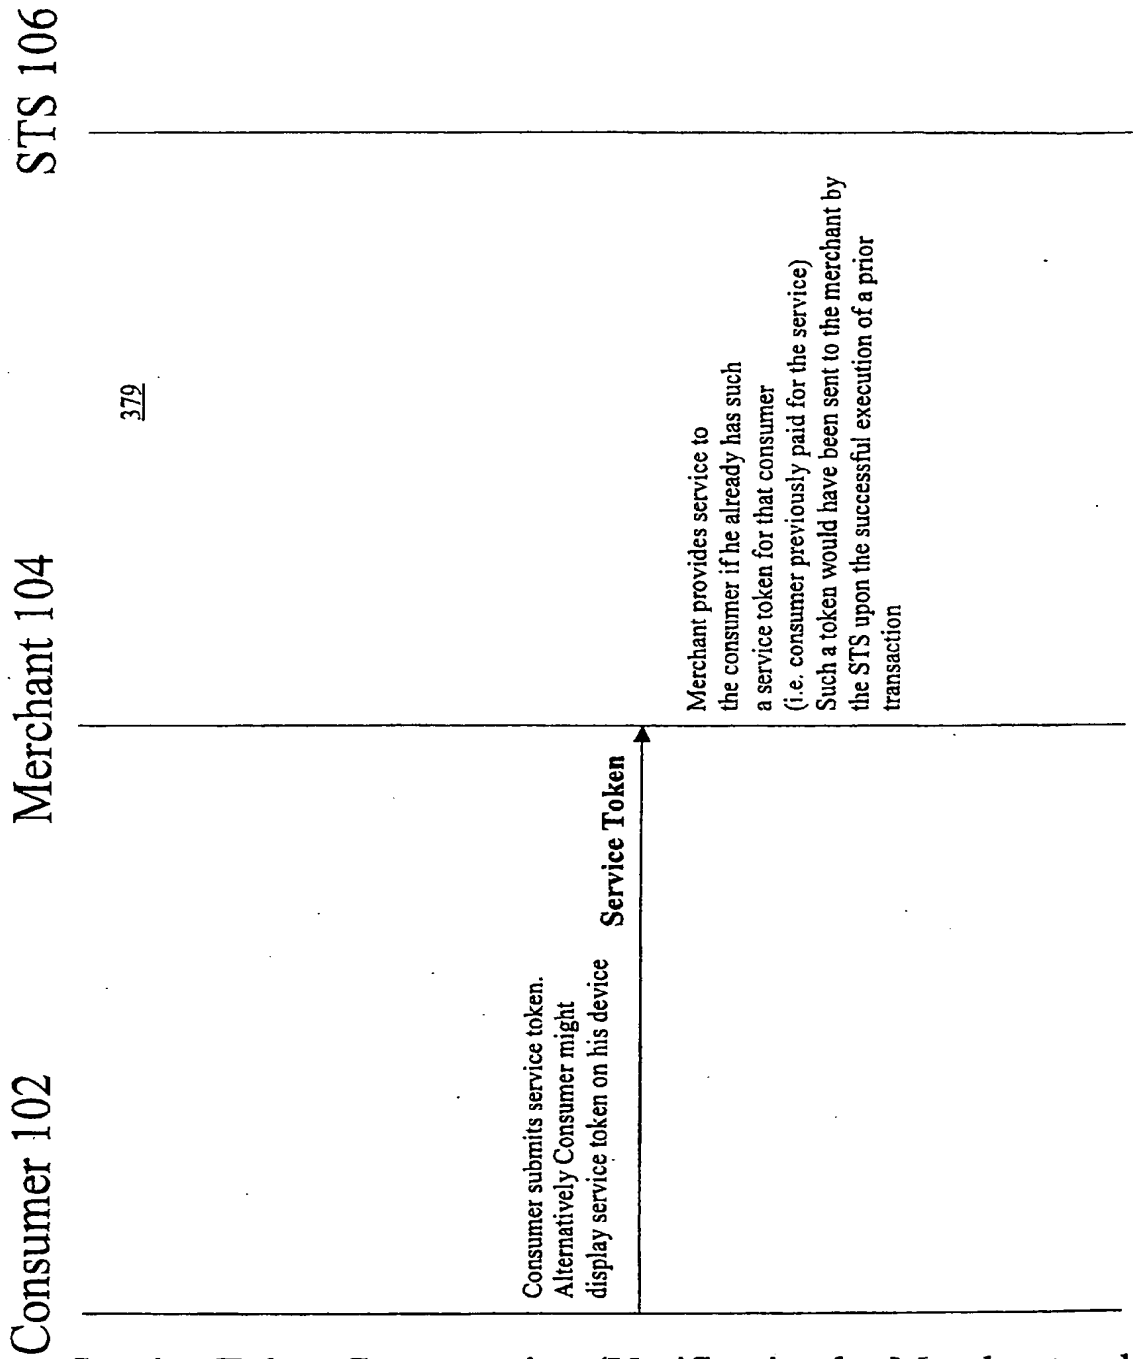 Consumer 102
Merchant 104
STS 106
379
Consumer submits service token.
Alternatively Consumer might
display service token on his device
Service Token
Merchant provides service to
the consumer if he already has such
a service token for that consumer
(i.e. consumer previously paid for the service)
Such a token would have been sent to the merchant by
the STS upon the successful execution of a prior
transaction